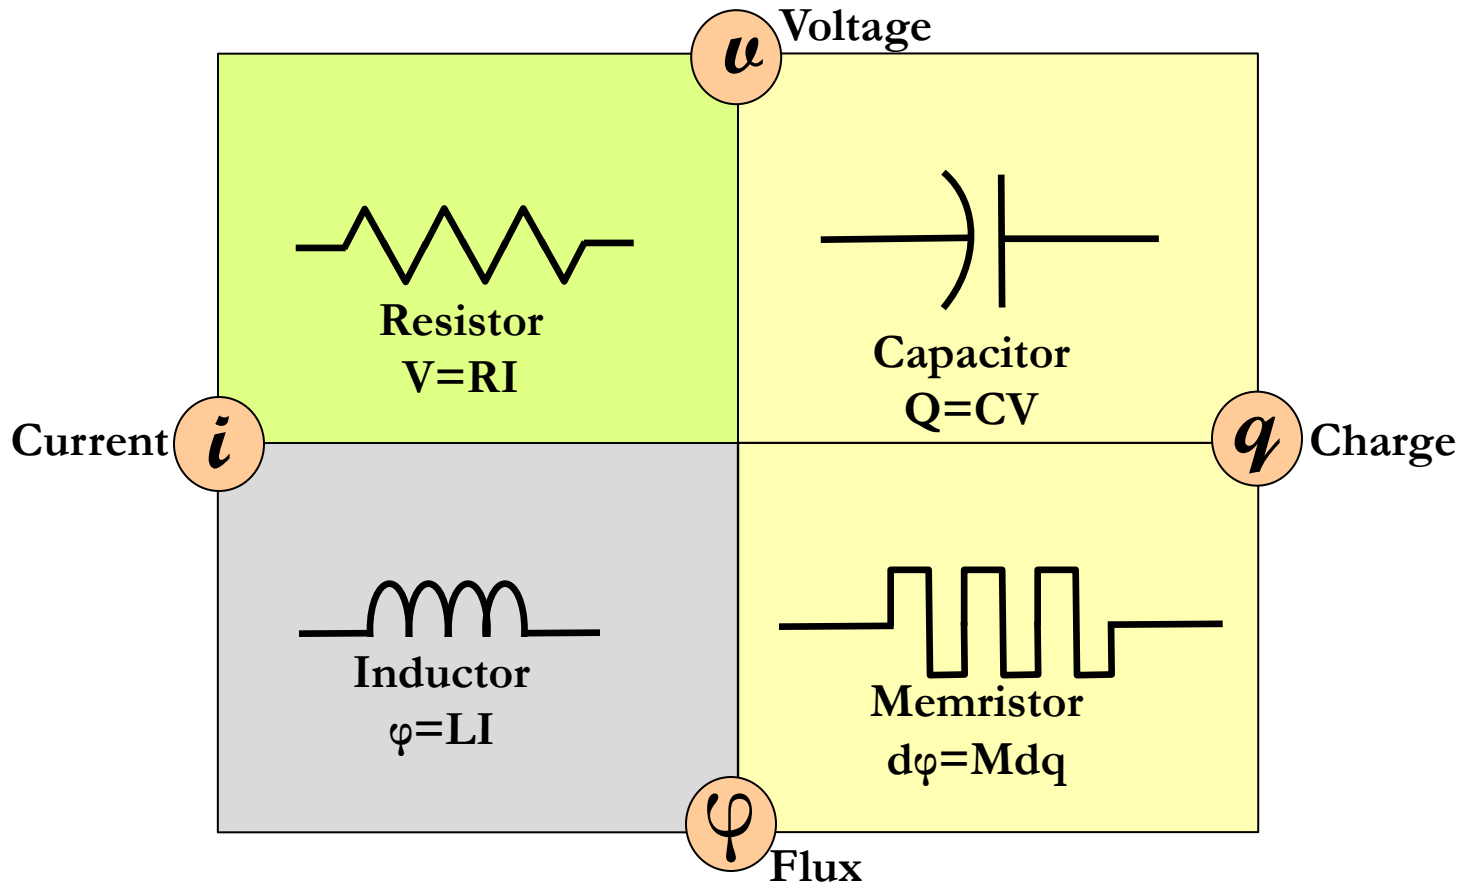 v
Voltage
Resistor
V=RI
Capacitor
Q=CV
Current
i
q
Charge
Inductor
φ=LI
Memristor
dφ=Mdq
φ
Flux